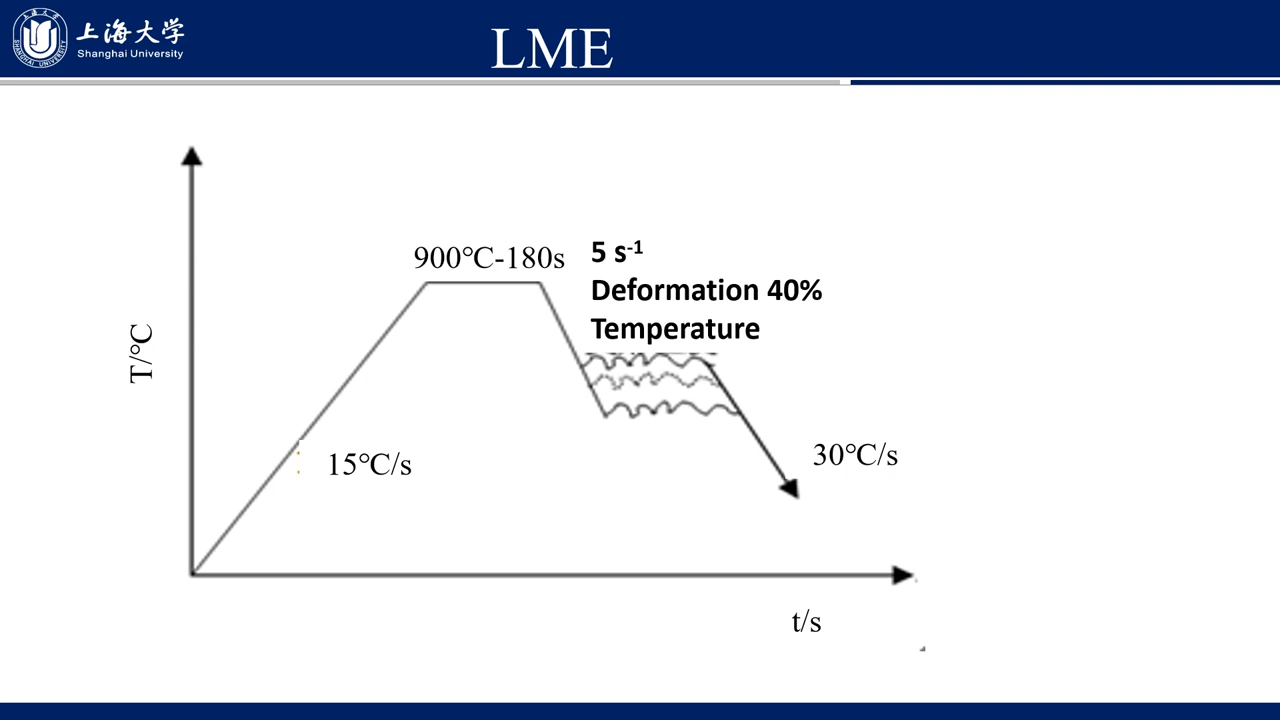 上海大学
Shanghai University
LME
900℃-180s
5 s-1
Deformation 40%
Temperature
T/℃
15℃/s
30℃/s
t/s